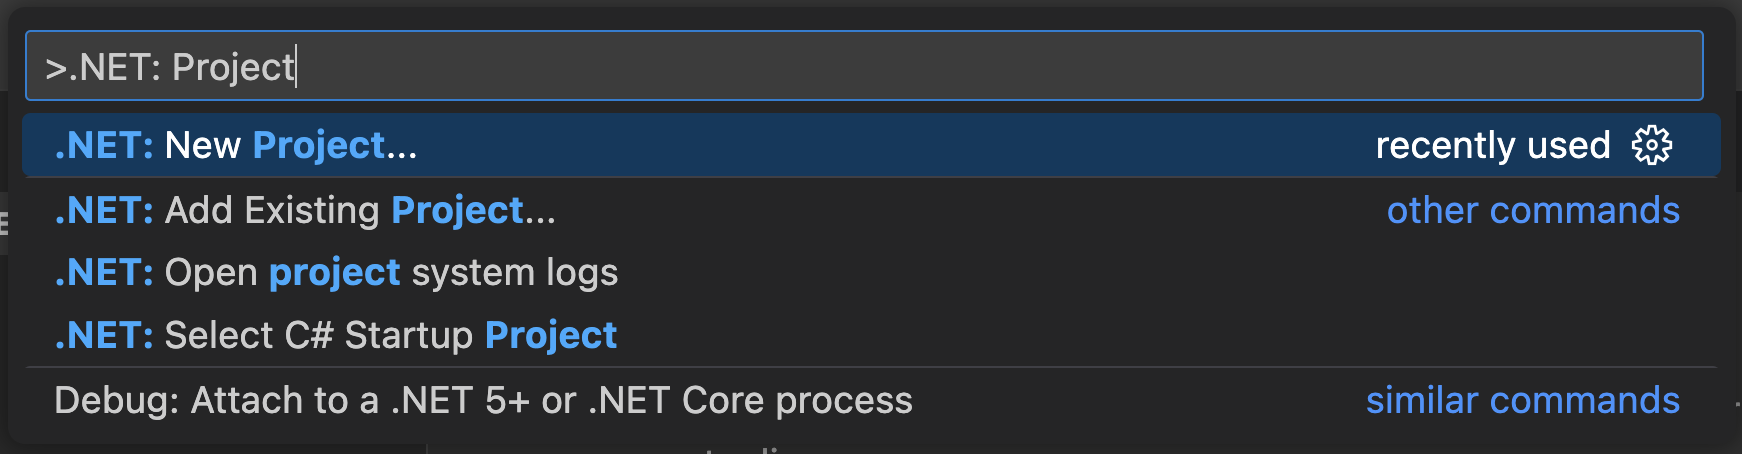 >.NET: Project
.NET: New Project... recently used
.NET: Add Existing Project... other commands
.NET: Open project system logs
.NET: Select C# Startup Project
Debug: Attach to a .NET 5+ or .NET Core process similar commands